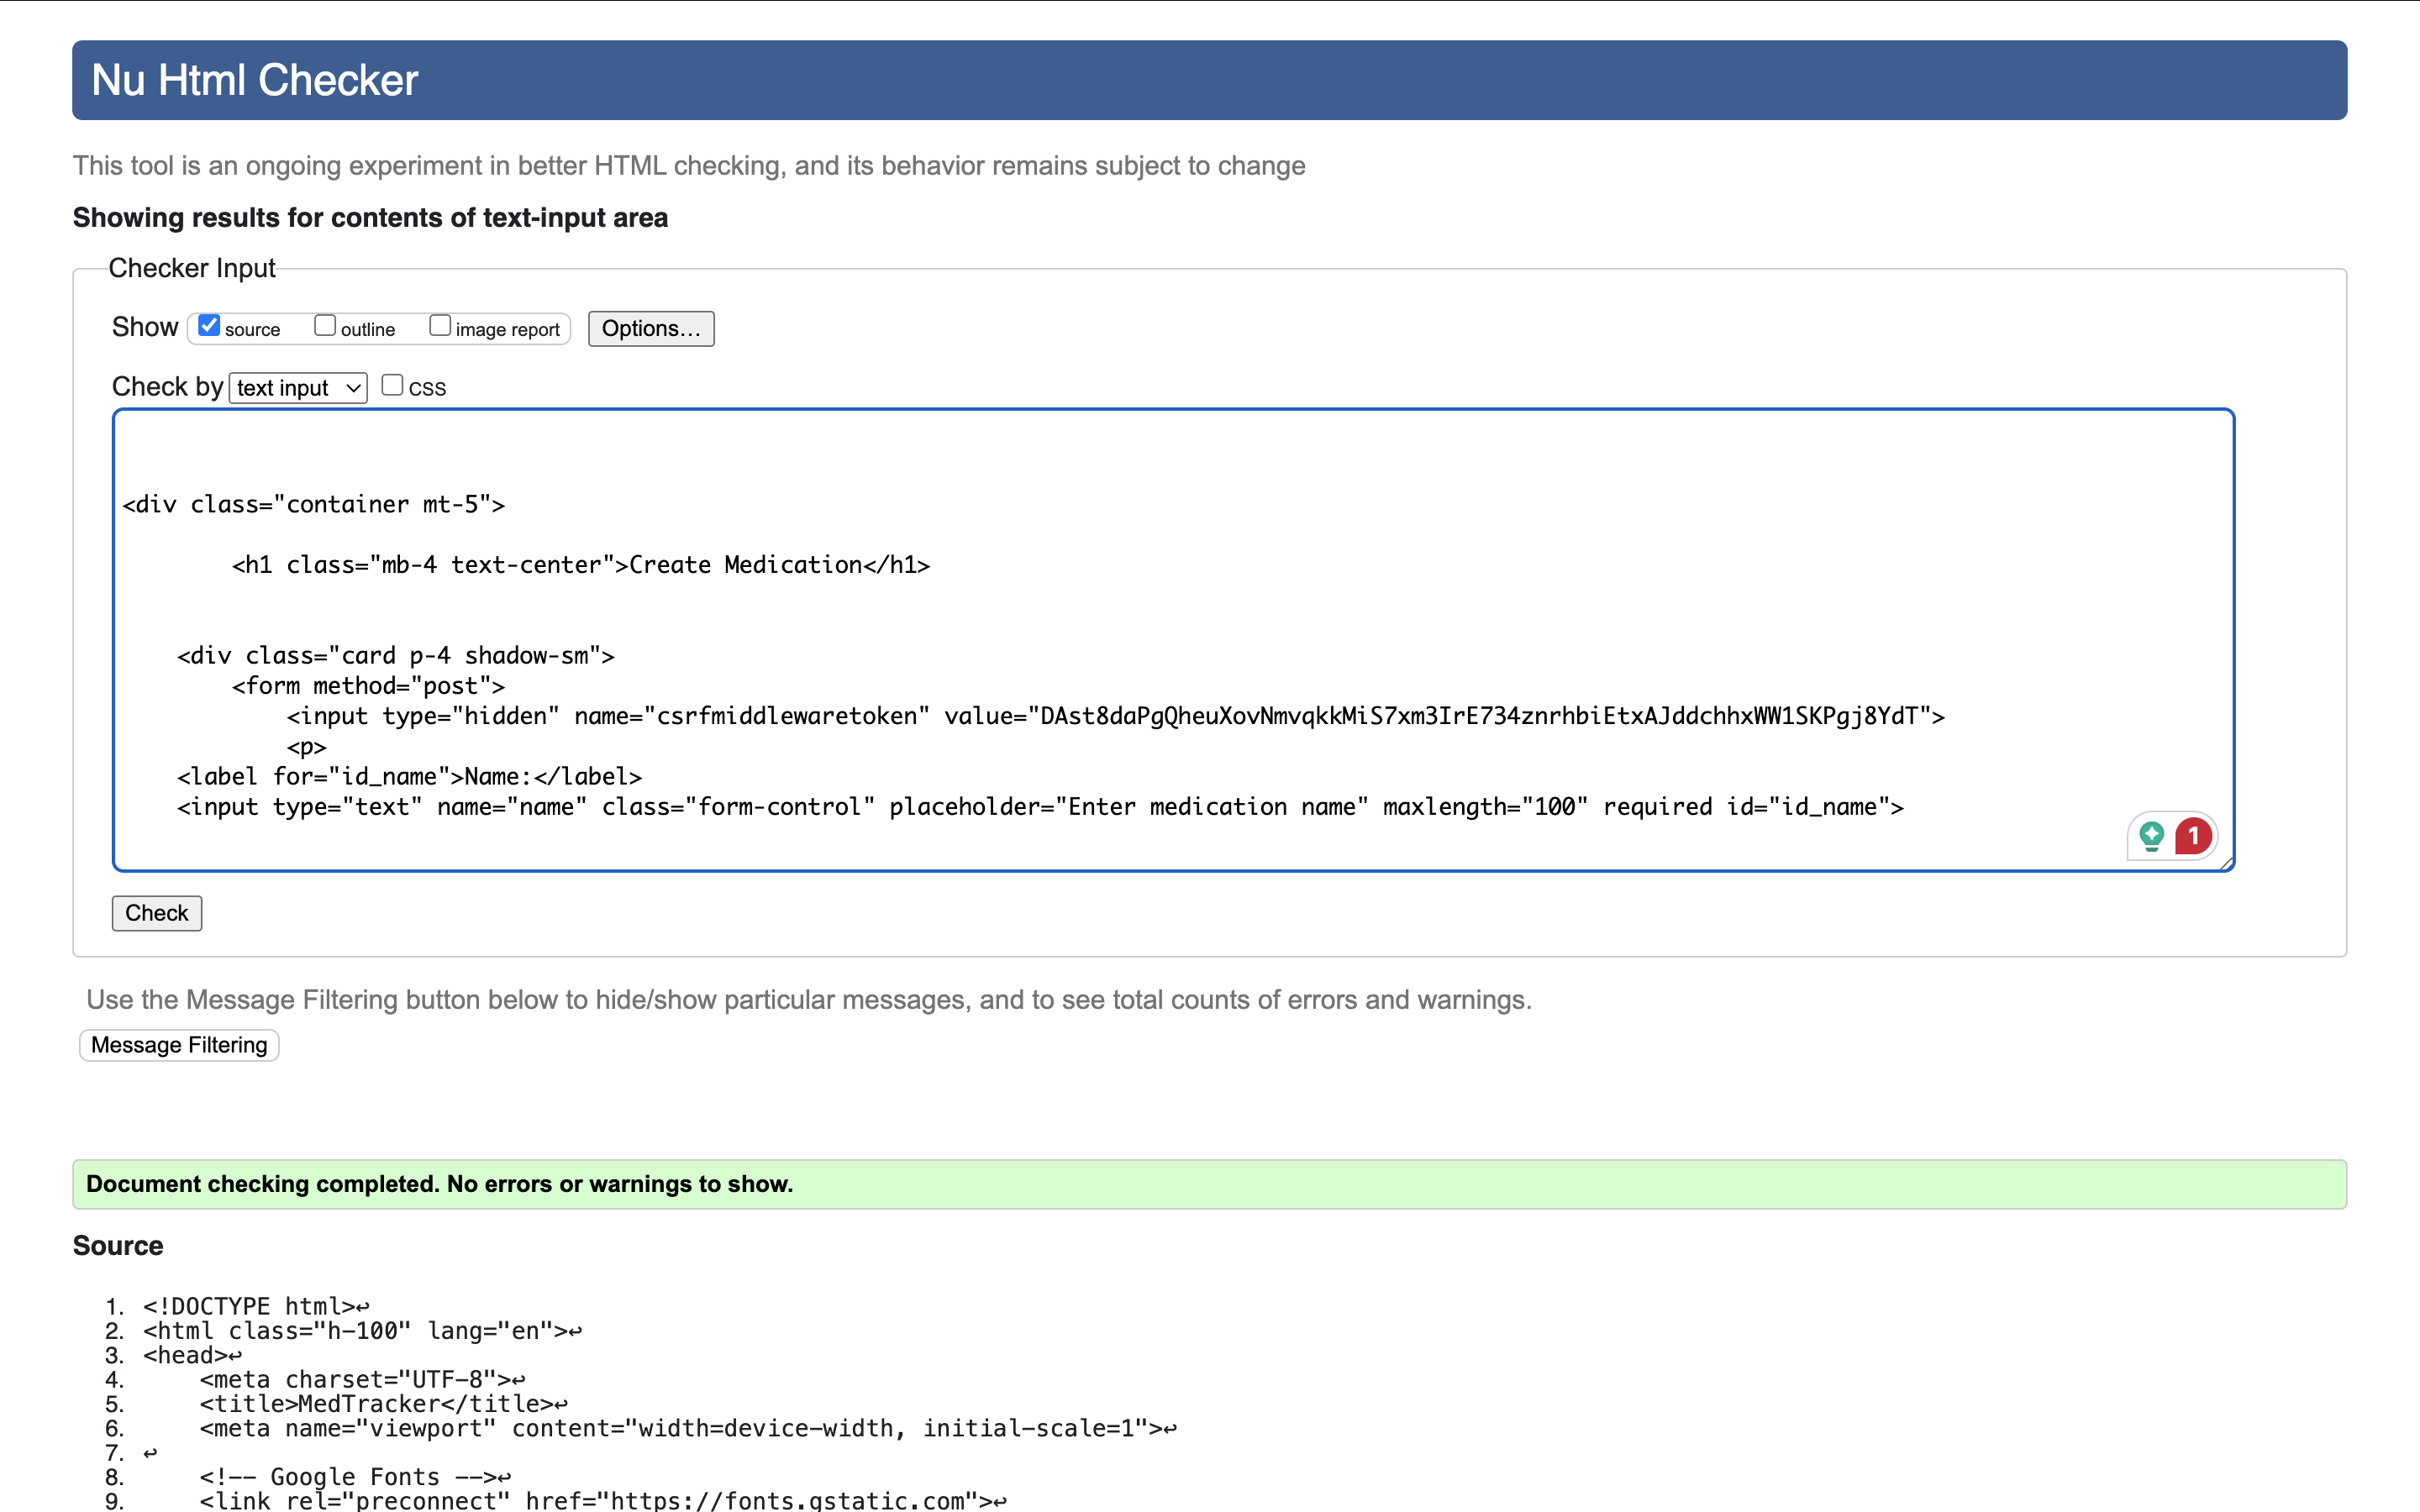 Nu Html Checker
This tool is an ongoing experiment in better HTML checking, and its behavior remains subject to change
Showing results for contents of text-input area
Checker Input
Show source outline image report Options...
Check by text input css
<div class="container mt-5">
<h1 class="mb-4 text-center">Create Medication</h1>
<div class="card p-4 shadow-sm">
<form method="post">
<input type="hidden" name="csrfmiddlewaretoken" value="DAst8daPgQheuXovNmvqkkMiS7xm3IrE734znrhbiEtxAJddchhxWW1SKPgj8YdT">
<p>
<label for="id_name">Name:</label>
<input type="text" name="name" class="form-control" placeholder="Enter medication name" maxlength="100" required id="id_name">
1
Check
Use the Message Filtering button below to hide/show particular messages, and to see total counts of errors and warnings.
Message Filtering
Document checking completed. No errors or warnings to show.
Source
1. <!DOCTYPE html>↩
2. <html class="h-100" lang="en">↩
3. <head>↩
4. <meta charset="UTF-8">↩
5. <title>MedTracker</title>↩
6. <meta name="viewport" content="width=device-width, initial-scale=1">↩
7. ↩
8. <!-- Google Fonts -->↩
9. <link rel="preconnect" href="https://fonts.gstatic.com">↩